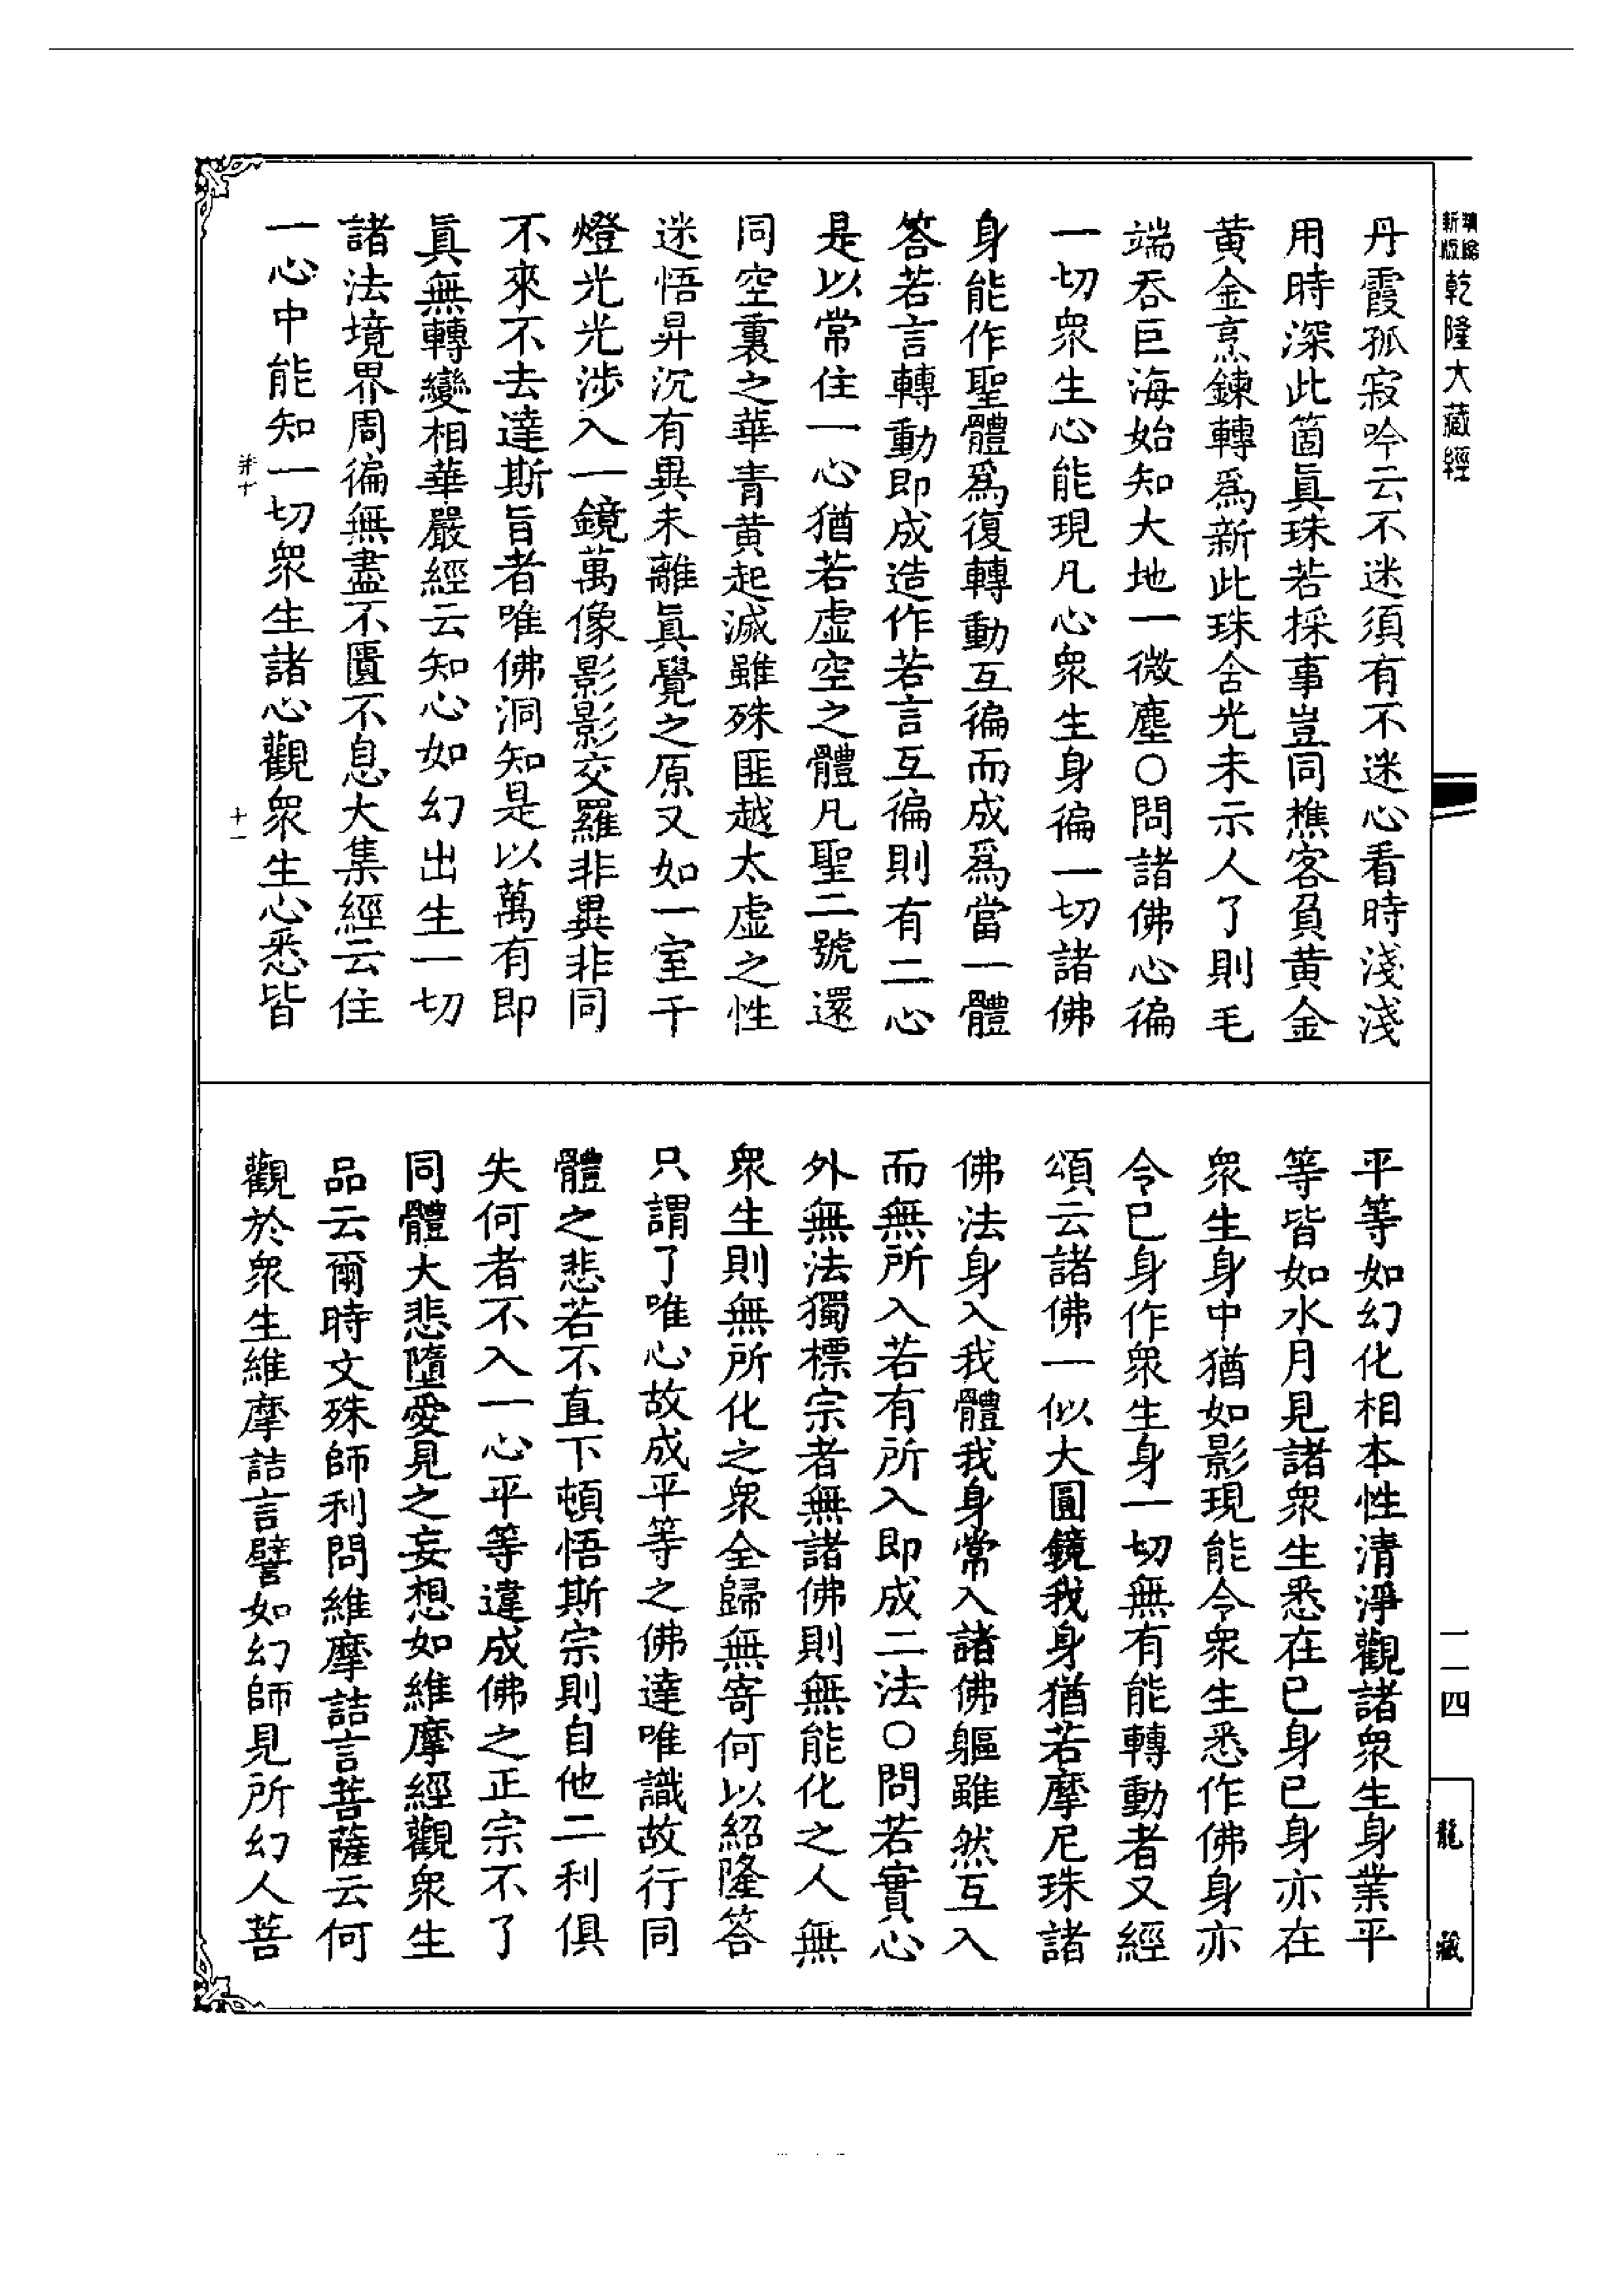 新版
乾隆大藏經
一一四
龍藏
丹霞孤寂吟云不迷須有不迷心看時淺淺
用時深此箇眞珠若採事豈同樵客負黄金
黃金烹鍊轉爲新此珠含光未示人了則毛
端吞巨海始知大地一微塵○問諸佛心徧
一切衆生心能現凡心衆生身徧一切諸佛
身能作聖體爲復轉動互徧而成爲當一體
答若言轉動即成造作若言互徧則有二心
是以常住一心猶若虛空之體凡聖二號還
同空裏之華青黄起滅雖殊匪越太虛之性
迷悟昇沉有異未離眞覺之原又如一室千
燈光光涉入一鏡萬像影影交羅非異非同
不來不去達斯旨者唯佛洞知是以萬有即
眞無轉變相華嚴經云知心如幻出生一切
諸法境界周徧無盡不匱不息大集經云住
一心中能知一切衆生諸心觀衆生心悉皆
十一
平等如幻化相本性清淨觀諸衆生身業平
等皆如水月見諸衆生悉在已身已身亦在
衆生身中猶如影現能令衆生悉作佛身亦
令已身作衆生身一切無有能轉動者又經
頌云諸佛一似大圓鏡我身猶若摩尼珠諸
佛法身入我體我身常入諸佛軀雖然互入
而無所入若有所入即成二法○問若實心
外無法獨標宗者無諸佛則無能化之人無
衆生則無所化之衆全歸無寄何以紹隆答
只謂了唯心故成平等之佛達唯識故行同
體之悲若不直下頓悟斯宗則自他二利俱
失何者不入一心平等違成佛之正宗不了
同體大悲墮愛見之妄想如維摩經觀衆生
品云爾時文殊師利問維摩詰言菩薩云何
觀於衆生維摩詰言譬如幻師見所幻人菩